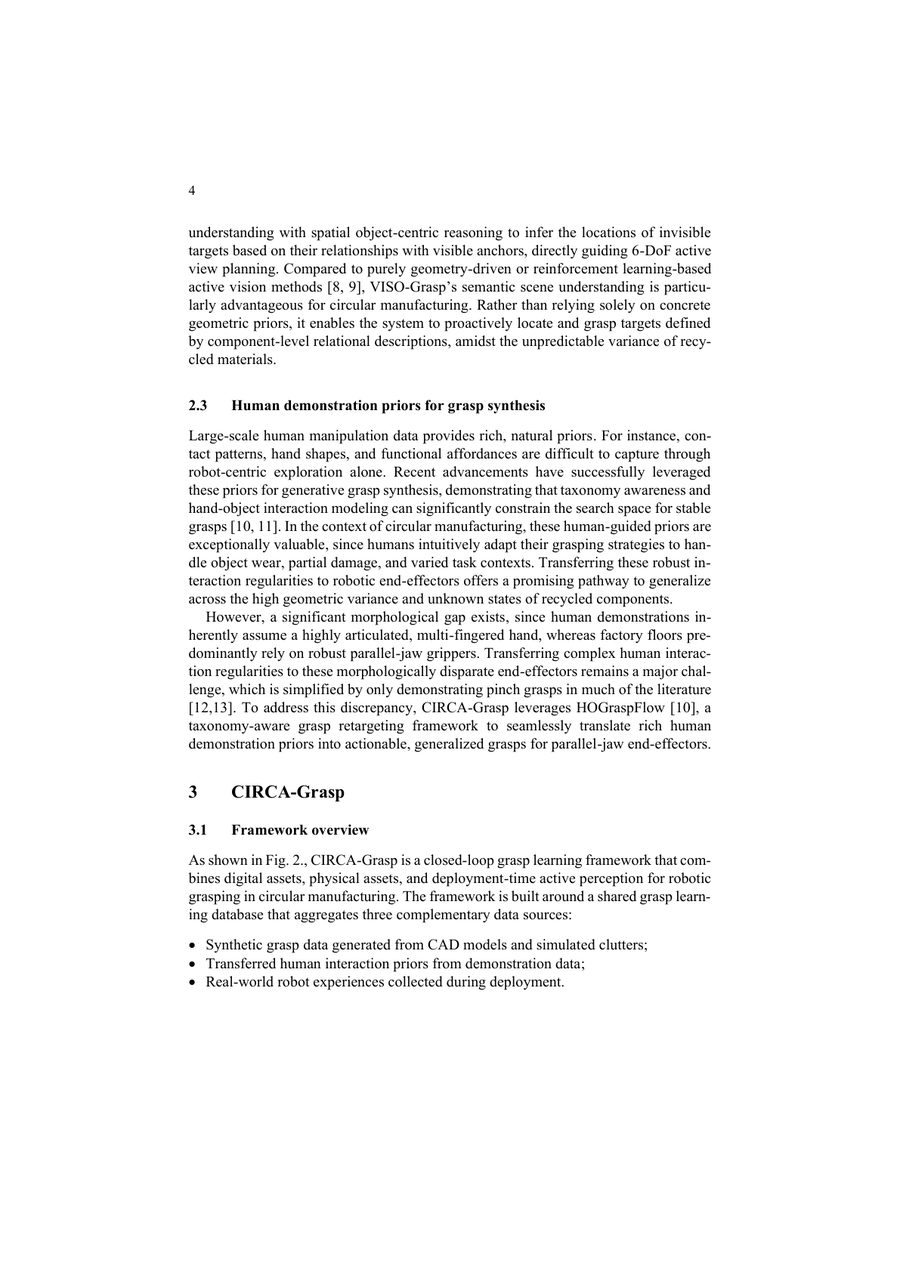 4
understanding with spatial object-centric reasoning to infer the locations of invisible
targets based on their relationships with visible anchors, directly guiding 6-DoF active
view planning. Compared to purely geometry-driven or reinforcement learning-based
active vision methods [8, 9], VISO-Grasp’s semantic scene understanding is particu-
larly advantageous for circular manufacturing. Rather than relying solely on concrete
geometric priors, it enables the system to proactively locate and grasp targets defined
by component-level relational descriptions, amidst the unpredictable variance of recy-
cled materials.
2.3 Human demonstration priors for grasp synthesis
Large-scale human manipulation data provides rich, natural priors. For instance, con-
tact patterns, hand shapes, and functional affordances are difficult to capture through
robot-centric exploration alone. Recent advancements have successfully leveraged
these priors for generative grasp synthesis, demonstrating that taxonomy awareness and
hand-object interaction modeling can significantly constrain the search space for stable
grasps [10, 11]. In the context of circular manufacturing, these human-guided priors are
exceptionally valuable, since humans intuitively adapt their grasping strategies to han-
dle object wear, partial damage, and varied task contexts. Transferring these robust in-
teraction regularities to robotic end-effectors offers a promising pathway to generalize
across the high geometric variance and unknown states of recycled components.
However, a significant morphological gap exists, since human demonstrations in-
herently assume a highly articulated, multi-fingered hand, whereas factory floors pre-
dominantly rely on robust parallel-jaw grippers. Transferring complex human interac-
tion regularities to these morphologically disparate end-effectors remains a major chal-
lenge, which is simplified by only demonstrating pinch grasps in much of the literature
[12,13]. To address this discrepancy, CIRCA-Grasp leverages HOGraspFlow [10], a
taxonomy-aware grasp retargeting framework to seamlessly translate rich human
demonstration priors into actionable, generalized grasps for parallel-jaw end-effectors.
3 CIRCA-Grasp
3.1 Framework overview
As shown in Fig. 2., CIRCA-Grasp is a closed-loop grasp learning framework that com-
bines digital assets, physical assets, and deployment-time active perception for robotic
grasping in circular manufacturing. The framework is built around a shared grasp learn-
ing database that aggregates three complementary data sources:
• Synthetic grasp data generated from CAD models and simulated clutters;
• Transferred human interaction priors from demonstration data;
• Real-world robot experiences collected during deployment.